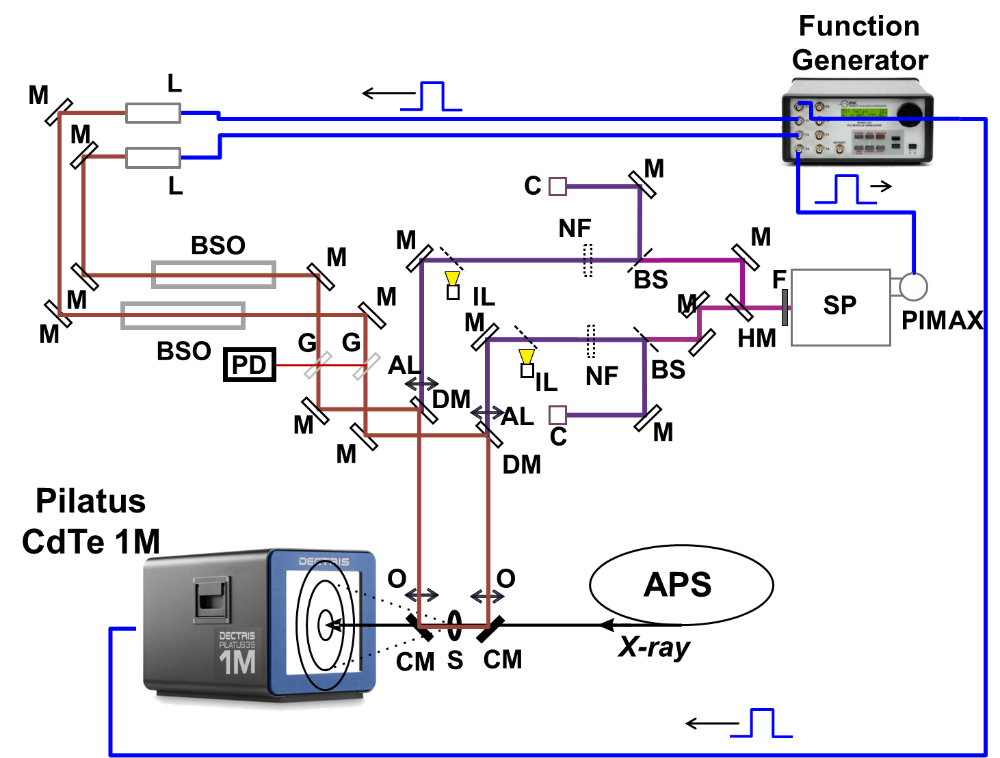 Function
Generator
M
L
M
L
M
C
NF
M
BSO
M
M
BS
F
IL
M
M
M
M
SP
M
HM
PIMAX
M
BSO
G
G
PD
AL
IL
NF
BS
DM
AL
M
C
M
M
DM
Pilatus
CdTe 1M
DECTRIS
O
O
APS
DECTRIS
PILATUS3S
1M
X-ray
CM
S
CM